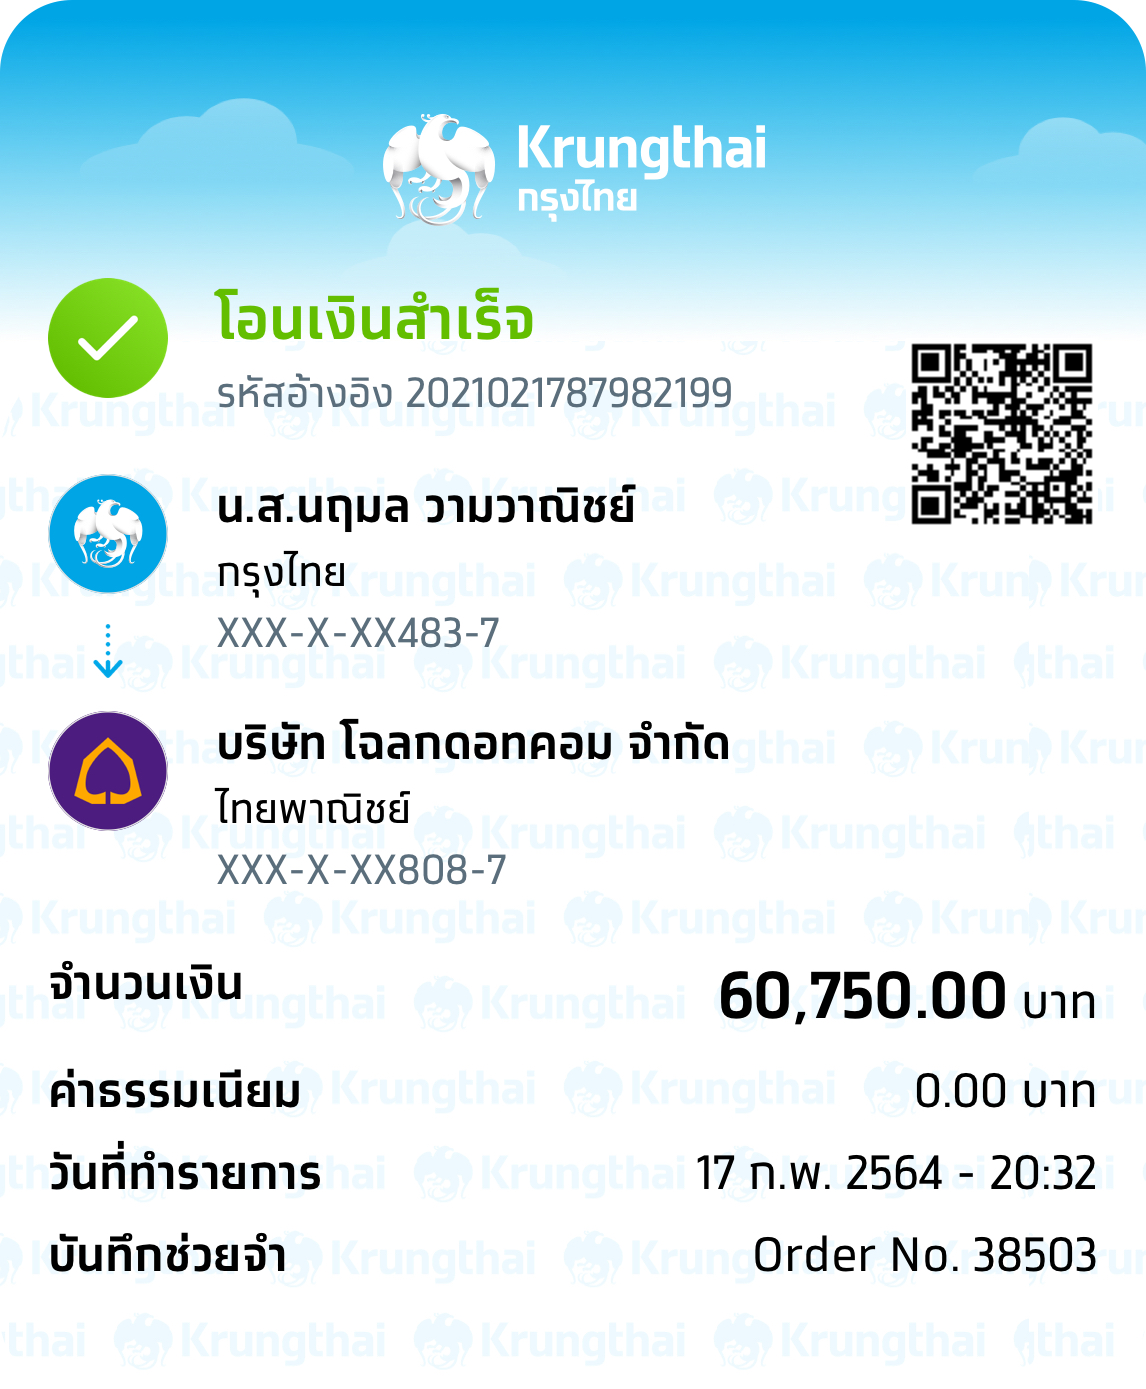 Krungthai
กรุงไทย
โอนเงินสำเร็จ
รหัสอ้างอิง 2021021787982199
น.ส.นฤมล วามวาณิชย์
กรุงไทย
XXX-X-XX483-7
บริษัท โฉลกดอทคอม จำกัด
ไทยพาณิชย์
XXX-X-XX808-7
จำนวนเงิน 60,750.00 บาท
ค่าธรรมเนียม 0.00 บาท
วันที่ทำรายการ 17 ก.พ. 2564 - 20:32
บันทึกช่วยจำ Order No. 38503